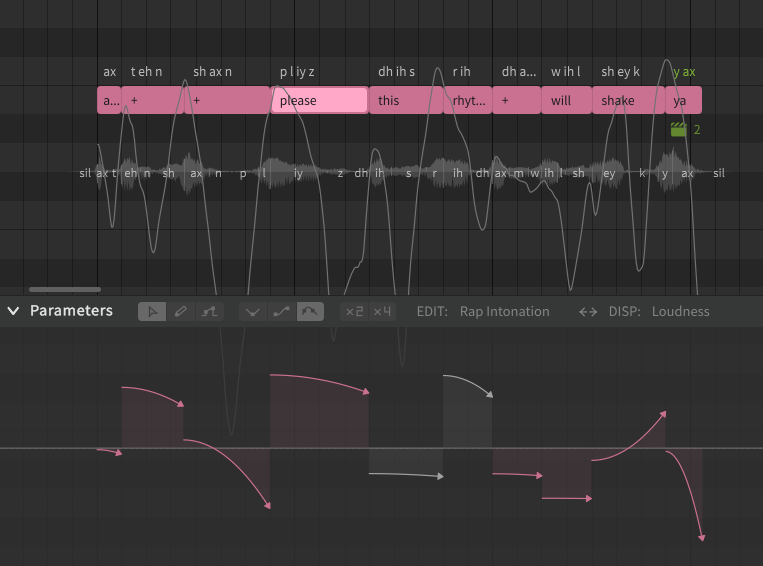 ax t eh n sh ax n p l iy z dh ih s r ih dh a... w ih l sh ey k y ax
a... + + please this rhyt... + will shake ya
2
sil ax t eh n sh ax n p l iy z dh ih s r ih dh ax m w ih l sh ey k y ax sil
Parameters ×2 ×4 EDIT: Rap Intonation DISP: Loudness